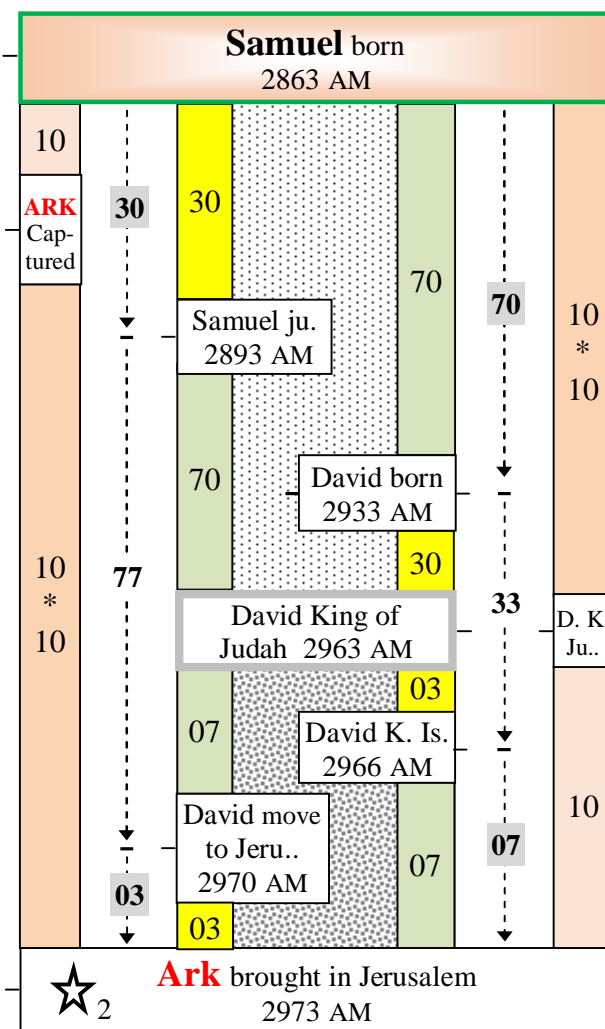 Samuel born
2863 AM
10
ARK
Cap-
tured
30
30
70
70
10
*
10
Samuel ju.
2893 AM
70
David born
2933 AM
30
10
*
10
77
33
David King of
Judah 2963 AM
D. K
Ju..
03
07
David K. Is.
2966 AM
10
David move
to Jeru..
2970 AM
07
07
03
03
Ark brought in Jerusalem
2973 AM
2